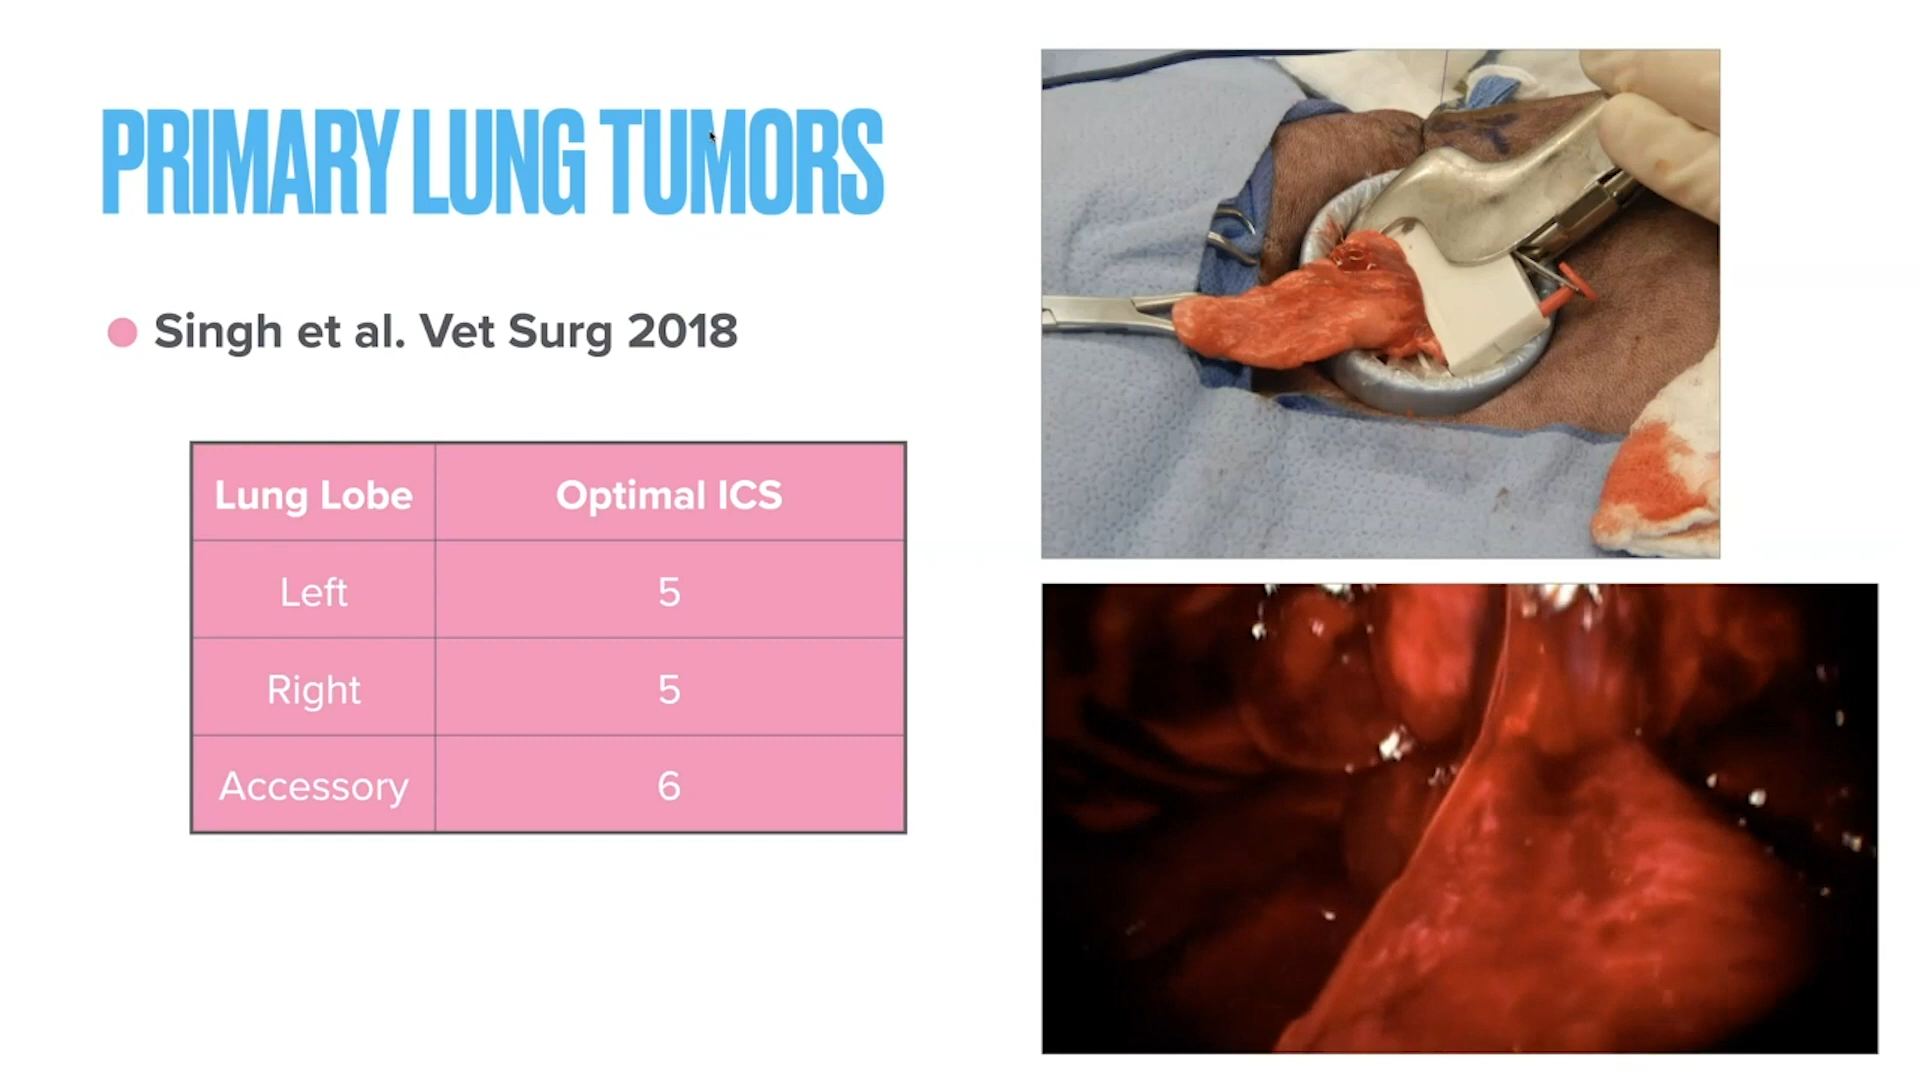 PRIMARY LUNG TUMORS
Singh et al. Vet Surg 2018
Lung Lobe Optimal ICS
Left 5
Right 5
Accessory 6